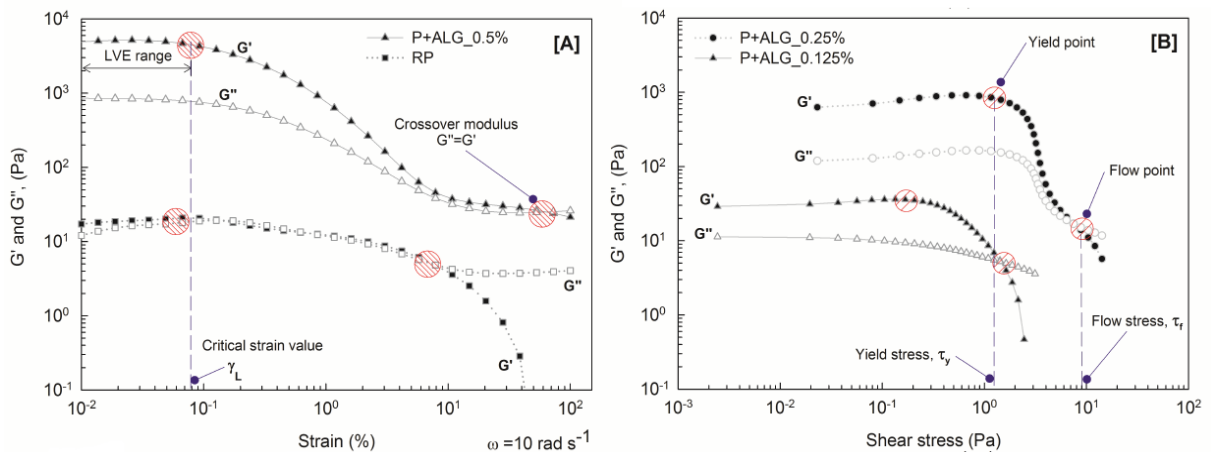 10⁴
10³
10²
10¹
10⁰
10⁻¹
G' and G'', (Pa)
LVE range
G'
G''
P+ALG_0.5%
RP
[A]
Crossover modulus
G''=G'
G''
G'
Critical strain value
γL
10⁻² 10⁻¹ 10⁰ 10¹ 10²
Strain (%)
ω =10 rad s⁻¹
10⁴
10³
10²
10¹
10⁰
10⁻¹
G' and G'', (Pa)
P+ALG_0.25%
P+ALG_0.125%
Yield point
[B]
G'
G''
Flow point
G'
G''
Yield stress, τy
Flow stress, τf
10⁻³ 10⁻² 10⁻¹ 10⁰ 10¹ 10²
Shear stress (Pa)